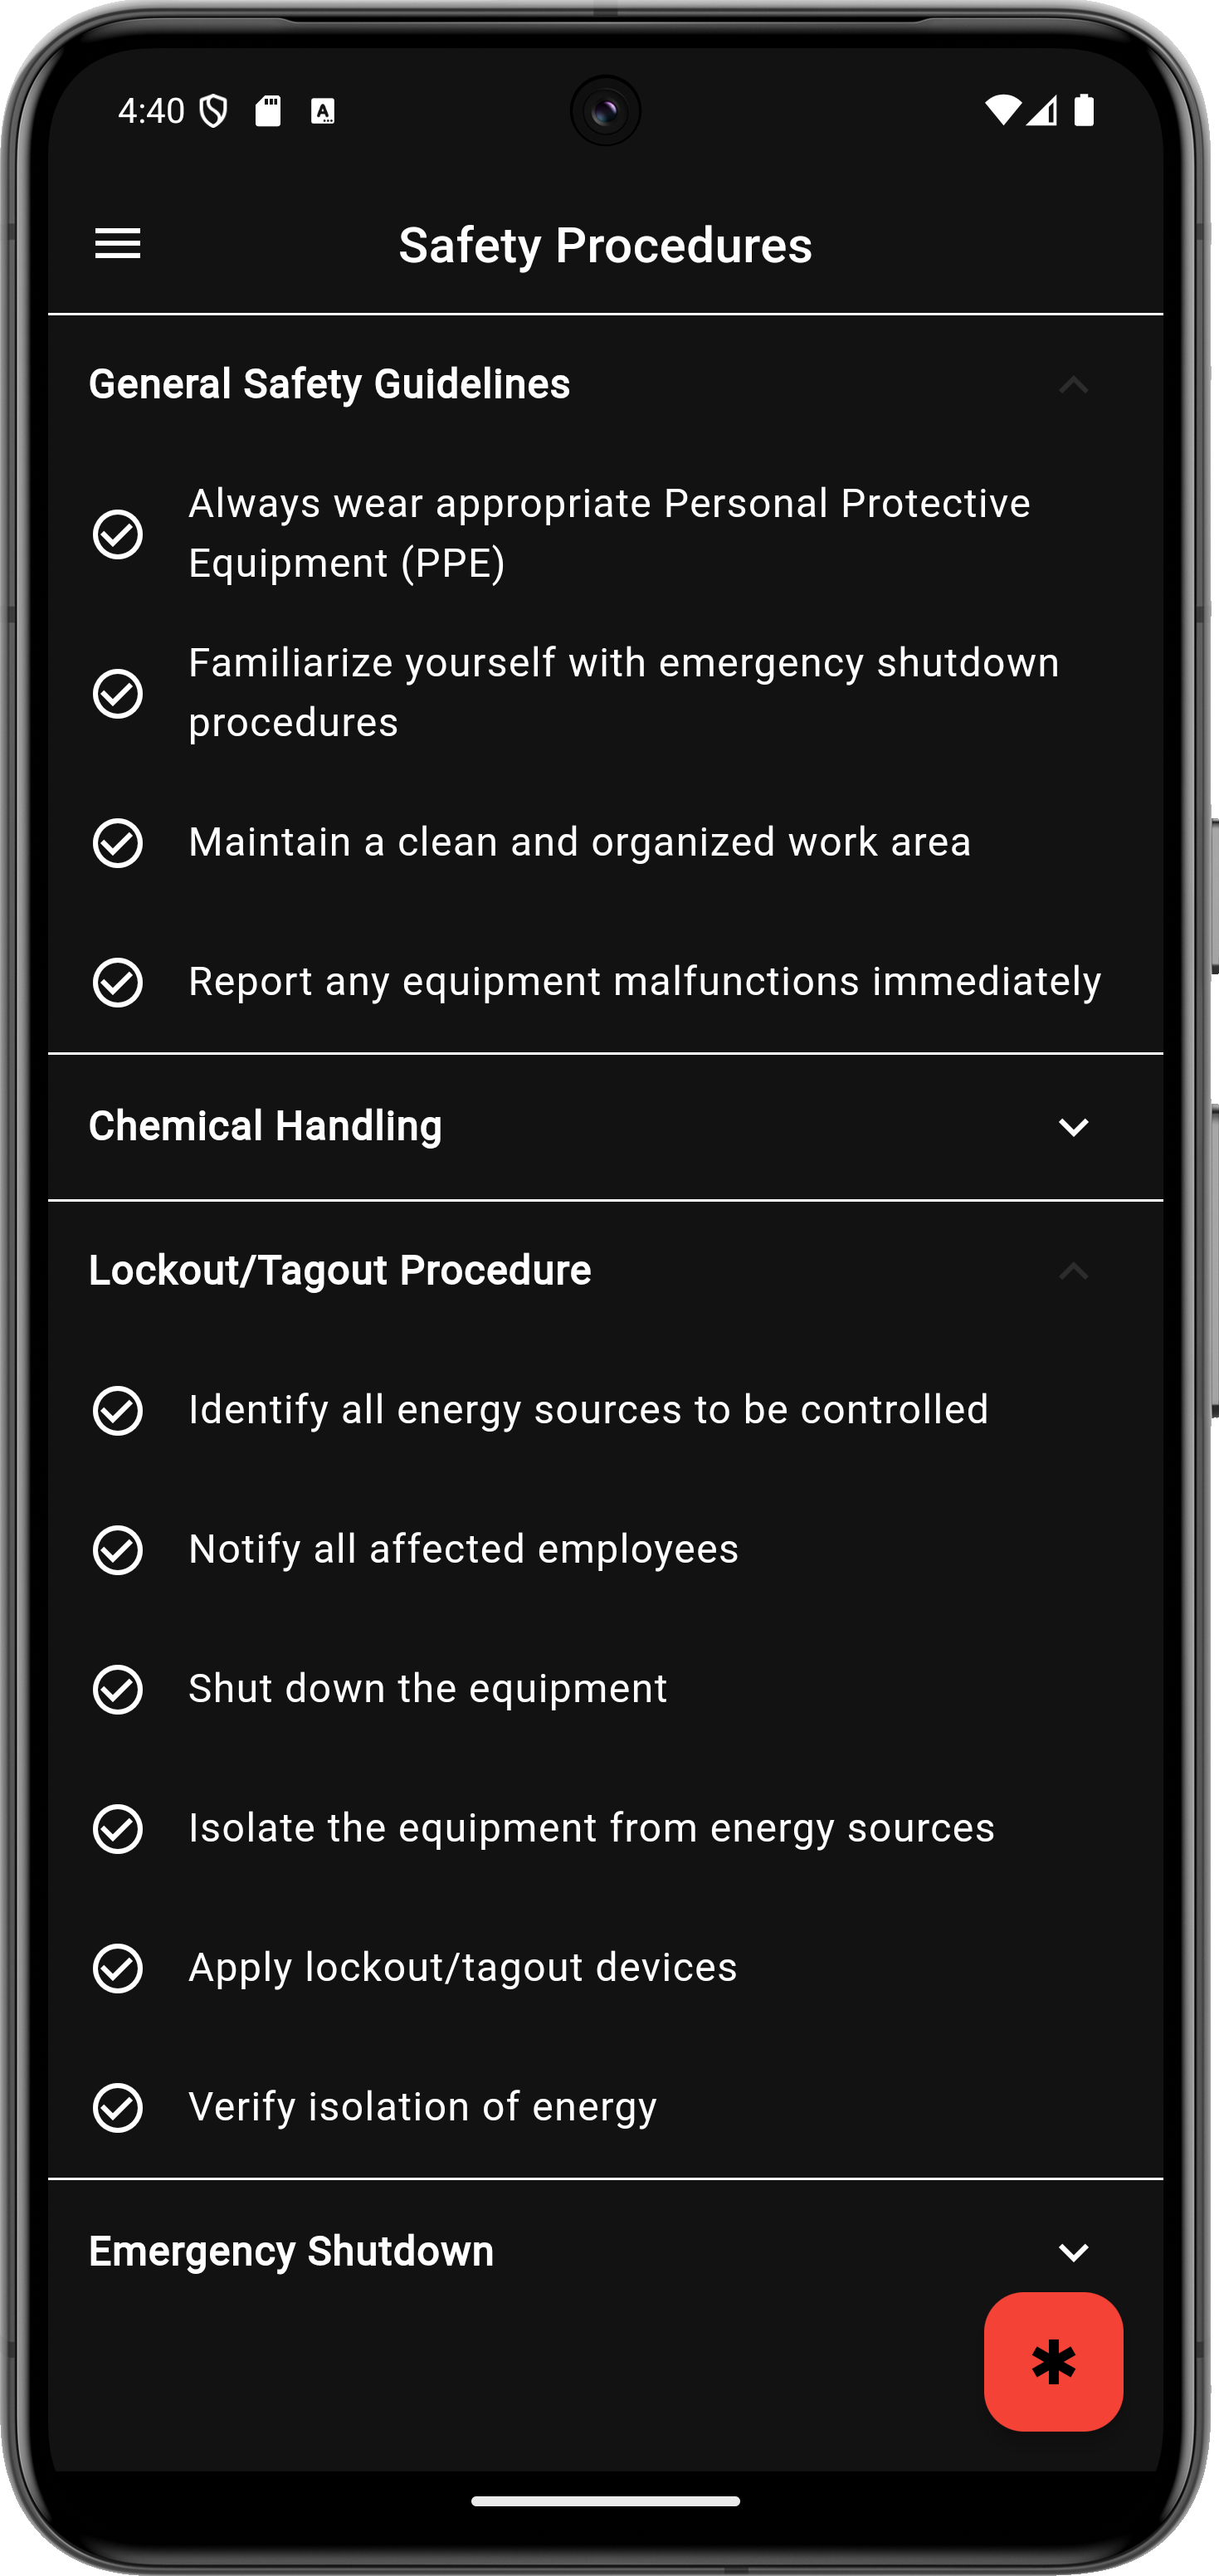 4:40
Safety Procedures
General Safety Guidelines
Always wear appropriate Personal Protective
Equipment (PPE)
Familiarize yourself with emergency shutdown
procedures
Maintain a clean and organized work area
Report any equipment malfunctions immediately
Chemical Handling
Lockout/Tagout Procedure
Identify all energy sources to be controlled
Notify all affected employees
Shut down the equipment
Isolate the equipment from energy sources
Apply lockout/tagout devices
Verify isolation of energy
Emergency Shutdown